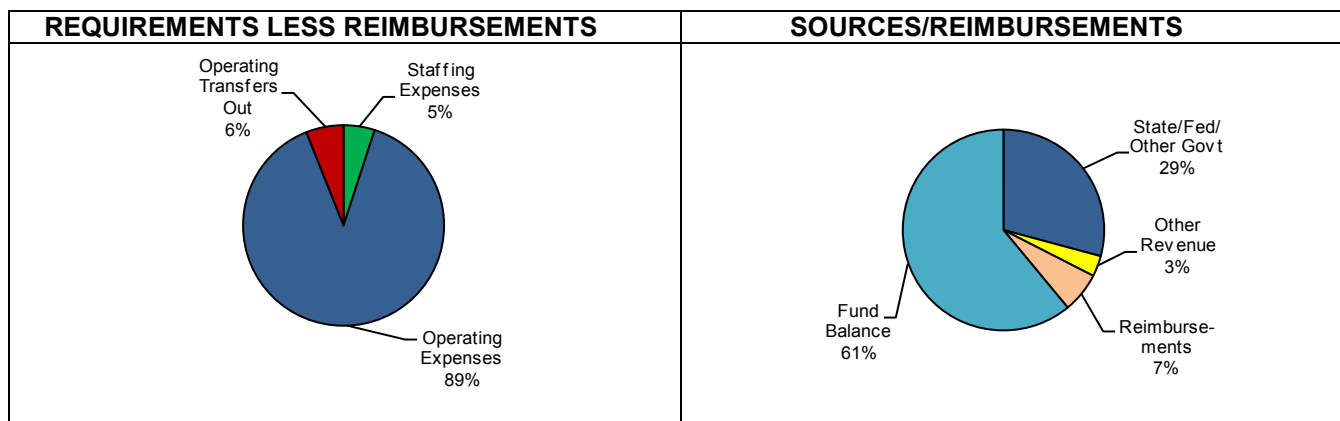 REQUIREMENTS LESS REIMBURSEMENTS
Operating
Transfers
Out
6%
Staffing
Expenses
5%
Operating
Expenses
89%
SOURCES/REIMBURSEMENTS
State/Fed/
Other Govt
29%
Other
Revenue
3%
Reimburse-
ments
7%
Fund
Balance
61%